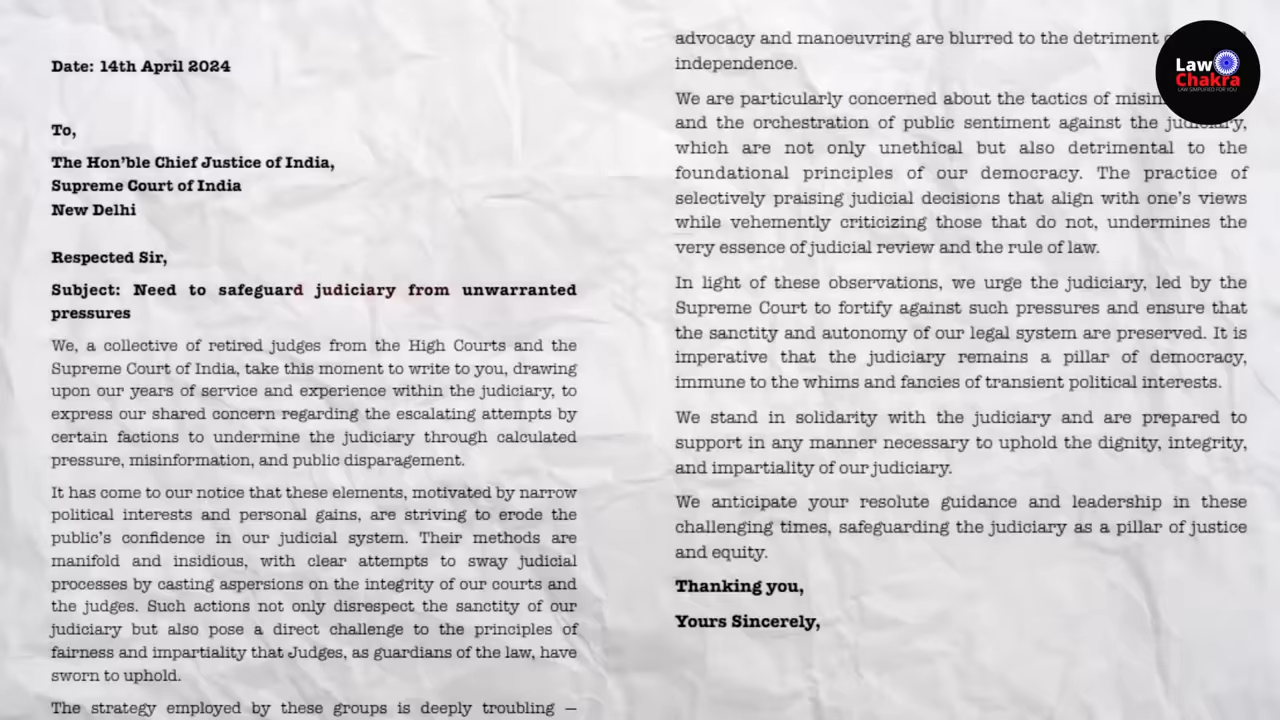 Date: 14th April 2024
To,
The Hon’ble Chief Justice of India,
Supreme Court of India
New Delhi
Respected Sir,
Subject: Need to safeguard judiciary from unwarranted
pressures
We, a collective of retired judges from the High Courts and the
Supreme Court of India, take this moment to write to you, drawing
upon our years of service and experience within the judiciary, to
express our shared concern regarding the escalating attempts by
certain factions to undermine the judiciary through calculated
pressure, misinformation, and public disparagement.
It has come to our notice that these elements, motivated by narrow
political interests and personal gains, are striving to erode the
public’s confidence in our judicial system. Their methods are
manifold and insidious, with clear attempts to sway judicial
processes by casting aspersions on the integrity of our courts and
the judges. Such actions not only disrespect the sanctity of our
judiciary but also pose a direct challenge to the principles of
fairness and impartiality that Judges, as guardians of the law, have
sworn to uphold.
The strategy employed by these groups is deeply troubling —
advocacy and manoeuvring are blurred to the detriment
independence.
We are particularly concerned about the tactics of
and the orchestration of public sentiment against the judiciary,
which are not only unethical but also detrimental to the
foundational principles of our democracy. The practice of
selectively praising judicial decisions that align with one’s views
while vehemently criticizing those that do not, undermines the
very essence of judicial review and the rule of law.
In light of these observations, we urge the judiciary, led by the
Supreme Court to fortify against such pressures and ensure that
the sanctity and autonomy of our legal system are preserved. It is
imperative that the judiciary remains a pillar of democracy,
immune to the whims and fancies of transient political interests.
We stand in solidarity with the judiciary and are prepared to
support in any manner necessary to uphold the dignity, integrity,
and impartiality of our judiciary.
We anticipate your resolute guidance and leadership in these
challenging times, safeguarding the judiciary as a pillar of justice
and equity.
Thanking you,
Yours Sincerely,
Law
Chakra
LAW SIMPLIFIED FOR YOU